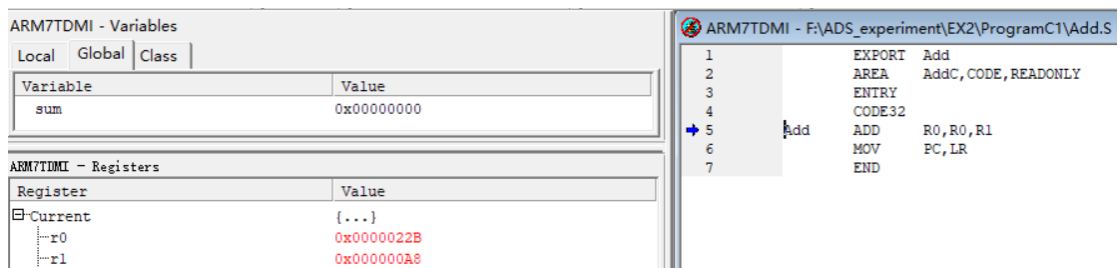 ARM7TDMI - Variables
Local Global Class
Variable Value
sum 0x00000000
ARM7TDMI - Registers
Register Value
Current {...}
r0 0x0000022B
r1 0x000000A8
ARM7TDMI - F:\ADS_experiment\EX2\ProgramC1\Add.S
1 EXPORT Add
2 AREA AddC,CODE,READONLY
3 ENTRY
4 CODE32
5 Add ADD R0,R0,R1
6 MOV PC,LR
7 END